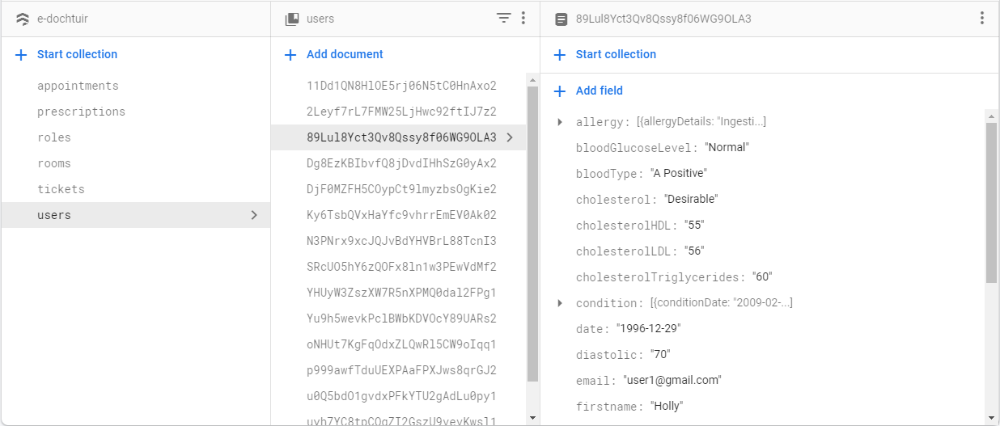 e-dochtuir
Start collection
appointments
prescriptions
roles
rooms
tickets
users
users
Add document
11Dd1QN8HlOE5rj06N5tC0HnAxo2
2Leyf7rL7FMW25LjHwc92ftIJ7z2
89Lul8Yct3Qv8Qssy8f06WG9OLA3
Dg8EzKBIbvfQ8jDvdIHhSzG0yAx2
DjF0MZFH5COypCt9lmyzbsOgKie2
Ky6TsbQVxHaYfc9vhrrEmEV0Ak02
N3PNrx9xcJQJvBdYHVBrL88TcnI3
SRcUO5hY6zQOFx8ln1w3PEwVdMf2
YHUyW3ZszXW7R5nXPMQ0dal2FPg1
Yu9h5wevkPclBWbKDVOcY89UARs2
oNHUt7KgFqOdxZLQwRl5CW9oIqq1
p999awfTduUEXPAaFPXJws8qrGJ2
u0Q5bdO1gvdxPFkYTU2gAdLu0py1
89Lul8Yct3Qv8Qssy8f06WG9OLA3
Start collection
Add field
allergy: [{allergyDetails: "Ingesti...]
bloodGlucoseLevel: "Normal"
bloodType: "A Positive"
cholesterol: "Desirable"
cholesterolHDL: "55"
cholesterolLDL: "56"
cholesterolTriglycerides: "60"
condition: [{conditionDate: "2009-02-...]
date: "1996-12-29"
diastolic: "70"
email: "user1@gmail.com"
firstname: "Holly"